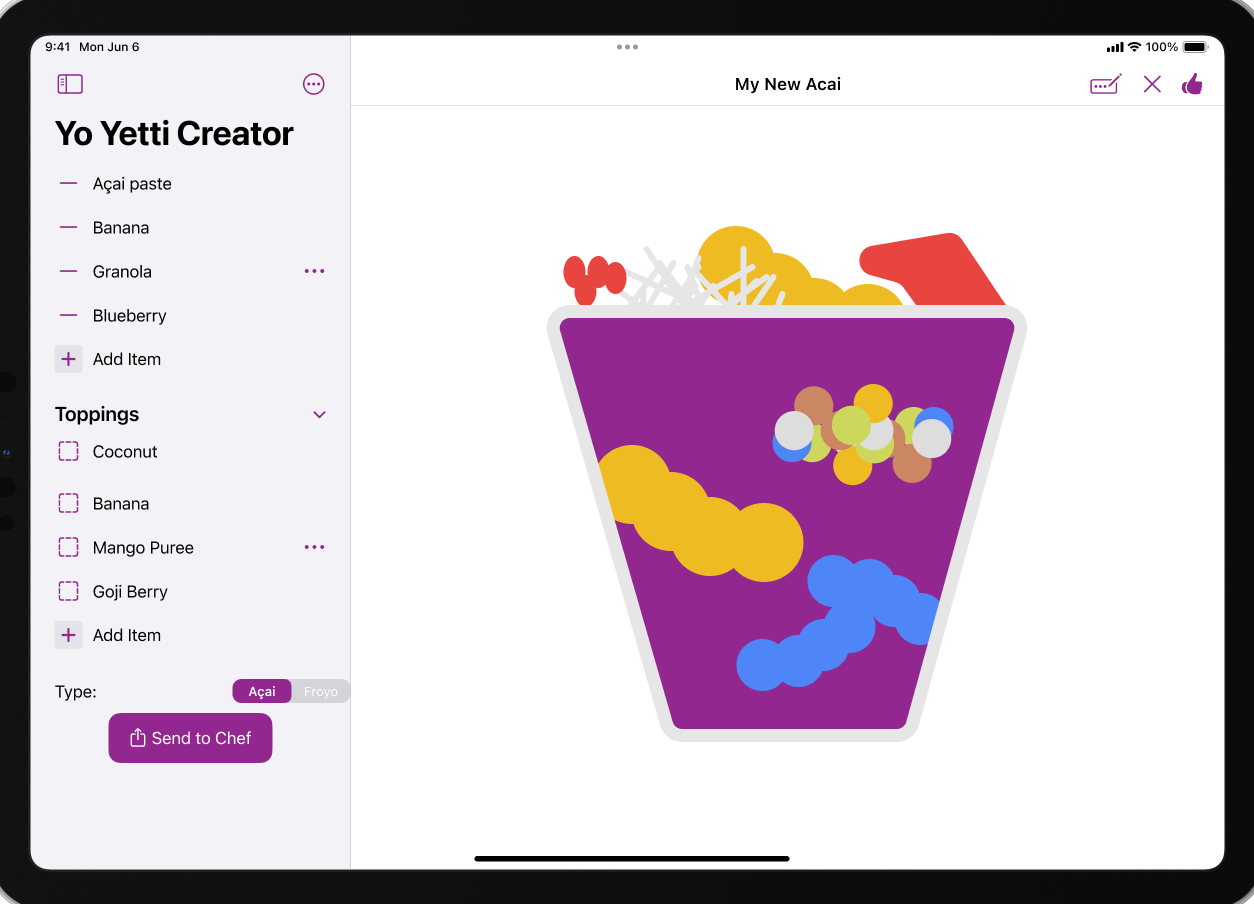 9:41 Mon Jun 6
100%
My New Acai
Yo Yetti Creator
Açai paste
Banana
Granola
Blueberry
Add Item
Toppings
Coconut
Banana
Mango Puree
Goji Berry
Add Item
Type:
Açai
Froyo
Send to Chef